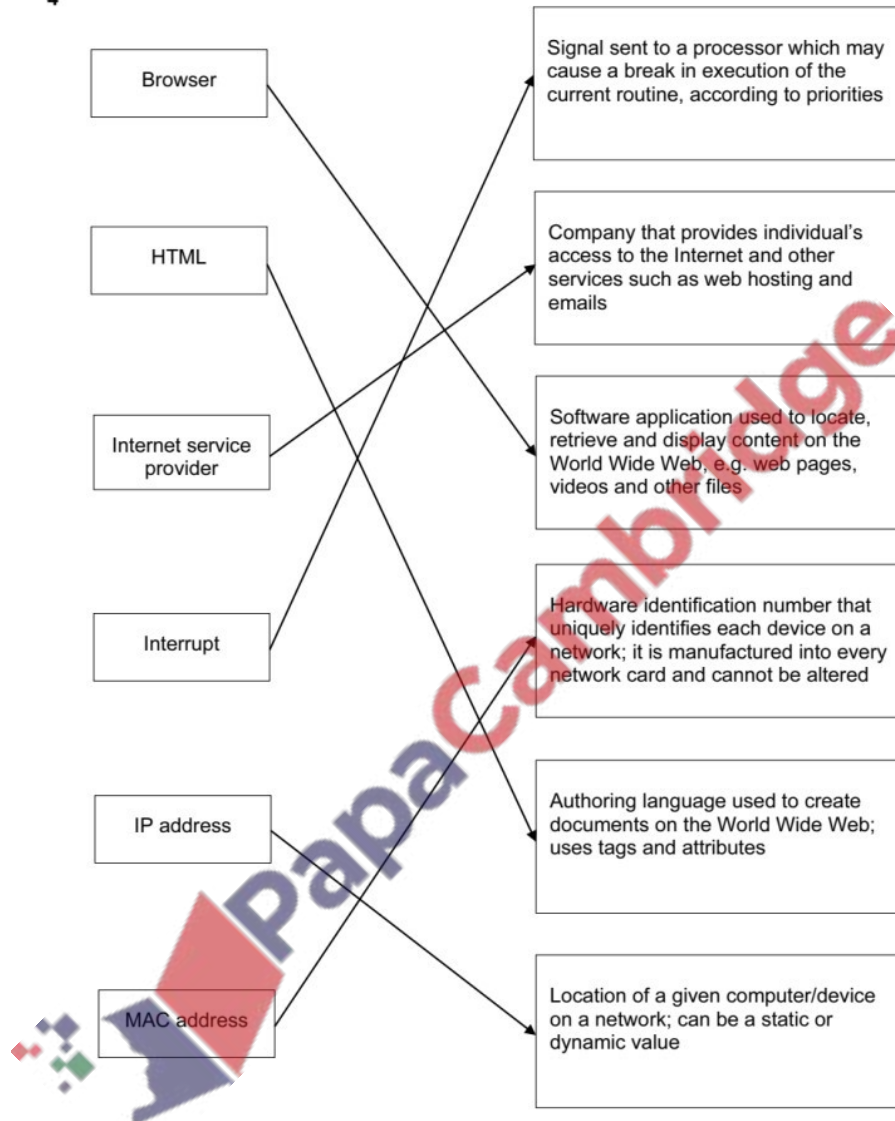 4
Browser
HTML
Internet service
provider
Interrupt
IP address
MAC address
Signal sent to a processor which may
cause a break in execution of the
current routine, according to priorities
Company that provides individual's
access to the Internet and other
services such as web hosting and
emails
Software application used to locate,
retrieve and display content on the
World Wide Web, e.g. web pages,
videos and other files
Hardware identification number that
uniquely identifies each device on a
network; it is manufactured into every
network card and cannot be altered
Authoring language used to create
documents on the World Wide Web;
uses tags and attributes
Location of a given computer/device
on a network; can be a static or
dynamic value
PapaCambridge